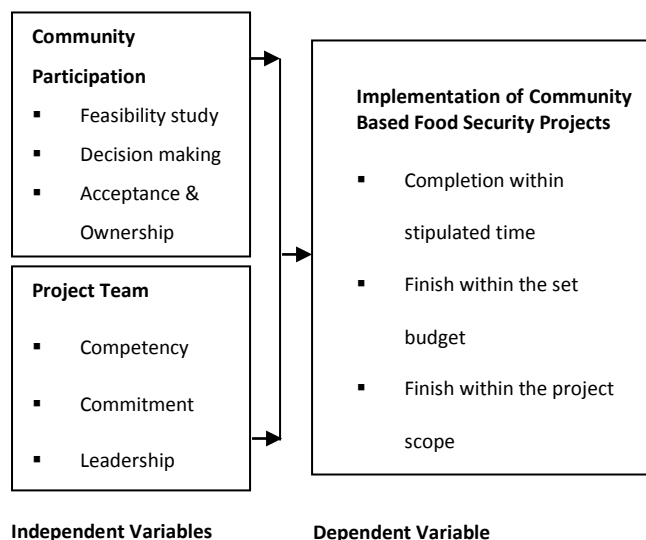 Community
Participation
▪ Feasibility study
▪ Decision making
▪ Acceptance &
Ownership
Project Team
▪ Competency
▪ Commitment
▪ Leadership
Independent Variables
Implementation of Community
Based Food Security Projects
▪ Completion within
stipulated time
▪ Finish within the set
budget
▪ Finish within the project
scope
Dependent Variable